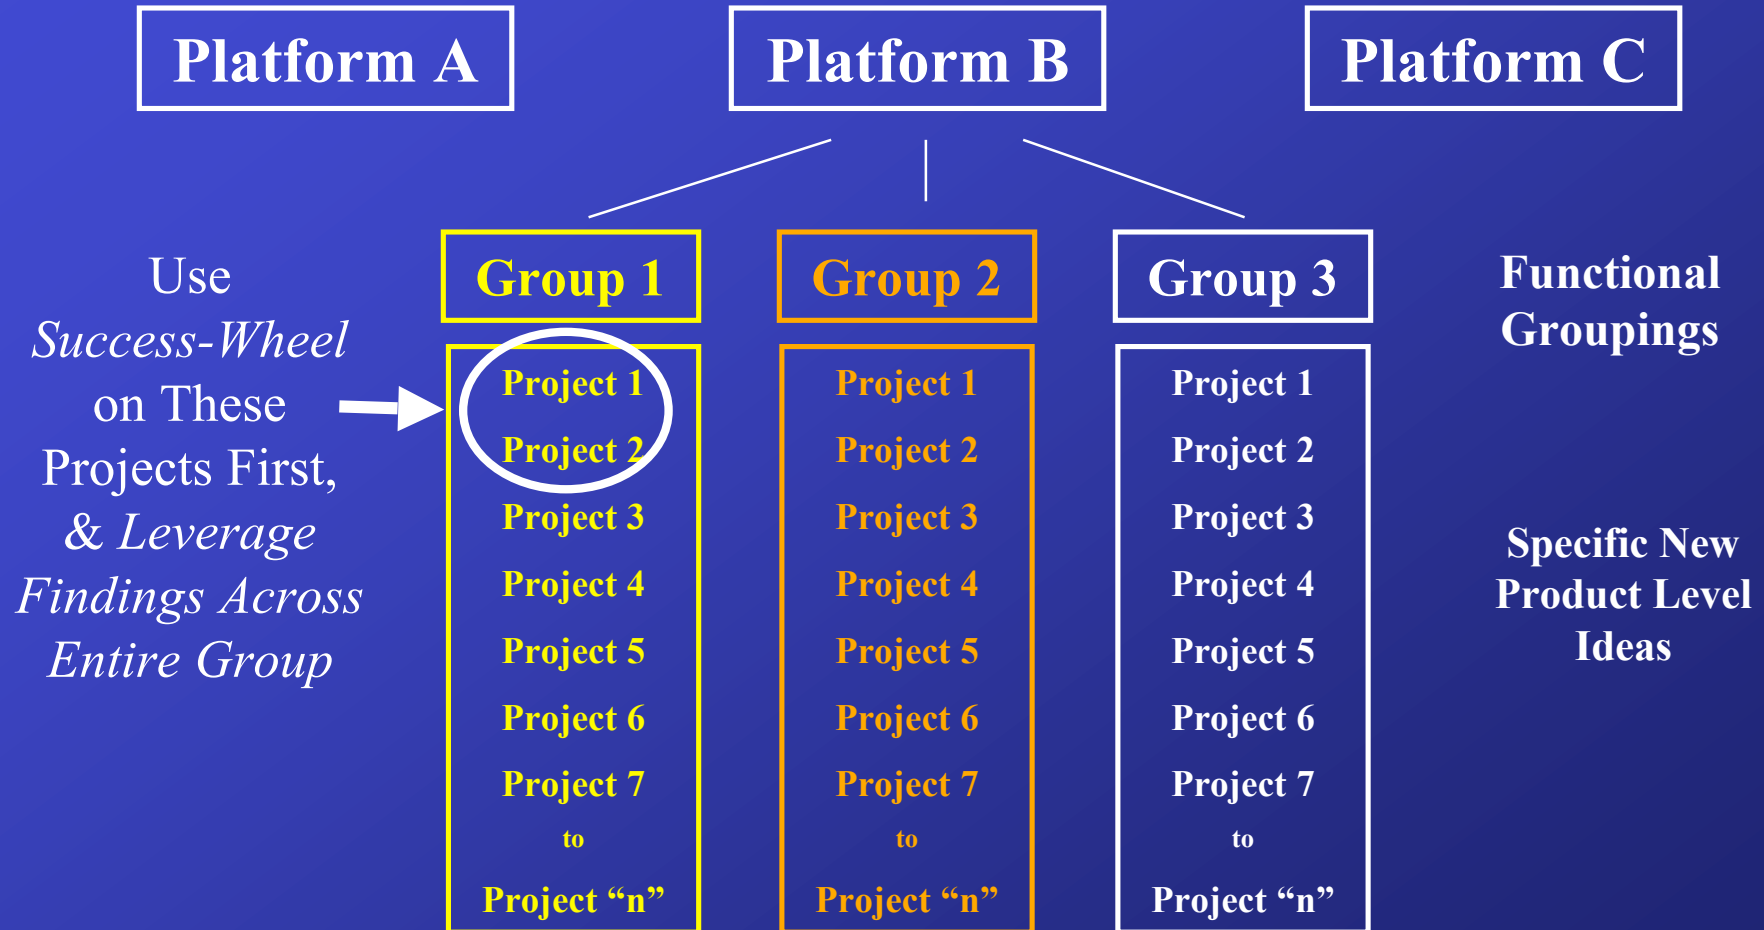 Platform A
Platform B
Platform C
Use
Success-Wheel
on These
Projects First,
& Leverage
Findings Across
Entire Group
Group 1
Project 1
Project 2
Project 3
Project 4
Project 5
Project 6
Project 7
to
Project “n”
Group 2
Project 1
Project 2
Project 3
Project 4
Project 5
Project 6
Project 7
to
Project “n”
Group 3
Project 1
Project 2
Project 3
Project 4
Project 5
Project 6
Project 7
to
Project “n”
Functional
Groupings
Specific New
Product Level
Ideas